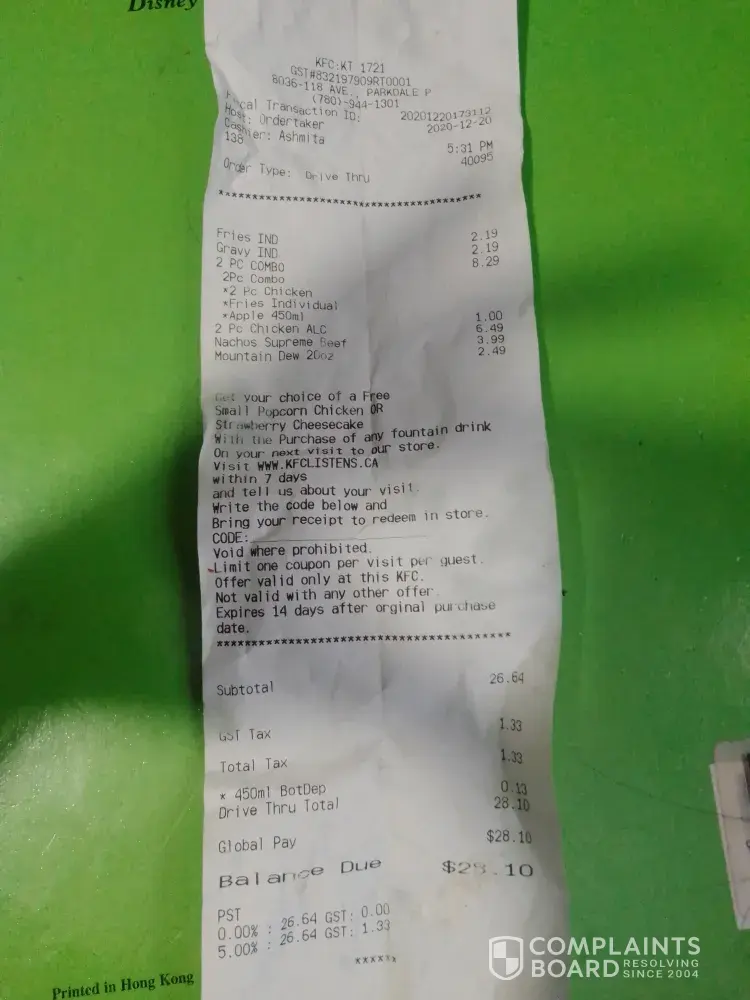 Disney
KFC:KT 1721
GST#832197909RT0001
8036-118 AVE., PARKDALE P
(780)-944-1301
Transaction ID: 20201220173112
Host: Ordertaker 2020-12-20
Cashier: Ashmita
138 5:31 PM
40095
Order Type: Drive Thru
****************************************
Fries IND 2.19
Gravy IND 2.19
2 PC COMBO 8.29
2Pc Combo
*2 Pc Chicken
*Fries Individual
*Apple 450ml 1.00
2 Pc Chicken ALC 6.49
Nachos Supreme Beef 3.99
Mountain Dew 20oz 2.49
Get your choice of a Free
Small Popcorn Chicken OR
Strawberry Cheesecake
With the Purchase of any fountain drink
On your next visit to our store.
Visit WWW.KFCLISTENS.CA
within 7 days
and tell us about your visit.
Write the code below and
Bring your receipt to redeem in store.
CODE:
Void where prohibited.
Limit one coupon per visit per guest.
Offer valid only at this KFC.
Not valid with any other offer.
Expires 14 days after orginal purchase
date.
****************************************
Subtotal 26.64
GST Tax 1.33
Total Tax 1.33
* 450ml BotDep 0.13
Drive Thru Total 28.10
Global Pay $28.10
Balance Due $28.10
PST
0.00% : 26.64 GST: 0.00
5.00% : 26.64 GST: 1.33
******
Printed in Hong Kong
COMPLAINTS
BOARD RESOLVING SINCE 2004